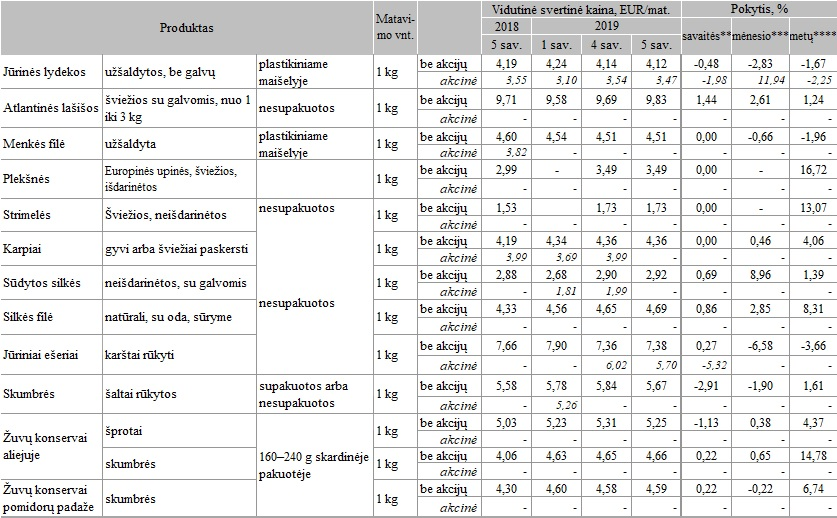 Produktas Matavi- mo vnt. Vidutinė svertinė kaina, EUR/mat. Pokytis, %
2018 2019 savaitės** mėnesio*** metų****
5 sav. 1 sav. 4 sav. 5 sav.
Jūrinės lydekos užšaldytos, be galvų plastikiniame maišelyje 1 kg be akcijų 4,19 4,24 4,14 4,12 -0,48 -2,83 -1,67
akcinė 3,55 3,10 3,54 3,47 -1,98 11,94 -2,25
Atlantinės lašišos šviežios su galvomis, nuo 1 iki 3 kg nesupakuotos 1 kg be akcijų 9,71 9,58 9,69 9,83 1,44 2,61 1,24
akcinė - - - - - - -
Menkės filė užšaldyta plastikiniame maišelyje 1 kg be akcijų 4,60 4,54 4,51 4,51 0,00 -0,66 -1,96
akcinė 3,82 - - - - - -
Plekšnės Europinės upinės, šviežios, išdarinėtos 1 kg be akcijų 2,99 - 3,49 3,49 0,00 - 16,72
akcinė - - - - - - -
Strimelės Šviežios, neišdarinėtos nesupakuotos 1 kg be akcijų 1,53 1,73 1,73 0,00 - 13,07
akcinė - - - - - - -
Karpiai gyvi arba šviežiai paskersti 1 kg be akcijų 4,19 4,34 4,36 4,36 0,00 0,46 4,06
akcinė 3,99 3,69 3,99 - - - -
Sūdytos silkės neišdarinėtos, su galvomis nesupakuotos 1 kg be akcijų 2,88 2,68 2,90 2,92 0,69 8,96 1,39
akcinė - 1,81 1,99 - - - -
Silkės filė natūrali, su oda, sūryme 1 kg be akcijų 4,33 4,56 4,65 4,69 0,86 2,85 8,31
akcinė - - - - - - -
Jūriniai ešeriai karštai rūkyti 1 kg be akcijų 7,66 7,90 7,36 7,38 0,27 -6,58 -3,66
akcinė - - 6,02 5,70 -5,32 - -
Skumbrės šaltai rūkytos supakuotos arba nesupakuotos 1 kg be akcijų 5,58 5,78 5,84 5,67 -2,91 -1,90 1,61
akcinė - 5,26 - - - - -
Žuvų konservai aliejuje šprotai 160–240 g skardinėje pakuotėje 1 kg be akcijų 5,03 5,23 5,31 5,25 -1,13 0,38 4,37
akcinė - - - - - - -
skumbrės 1 kg be akcijų 4,06 4,63 4,65 4,66 0,22 0,65 14,78
akcinė - - - - - - -
Žuvų konservai pomidorų padaže skumbrės 1 kg be akcijų 4,30 4,60 4,58 4,59 0,22 -0,22 6,74
akcinė - - - - - - -